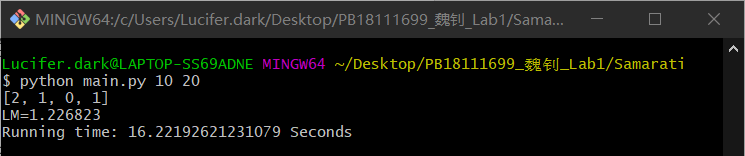 MINGW64:/c/Users/Lucifer.dark/Desktop/PB18111699_魏钊_Lab1/Sama...
Lucifer.dark@LAPTOP-SS69ADNE MINGW64 ~/Desktop/PB18111699_魏钊_Lab1/Samarati
$ python main.py 10 20
[2, 1, 0, 1]
LM=1.226823
Running time: 16.22192621231079 Seconds